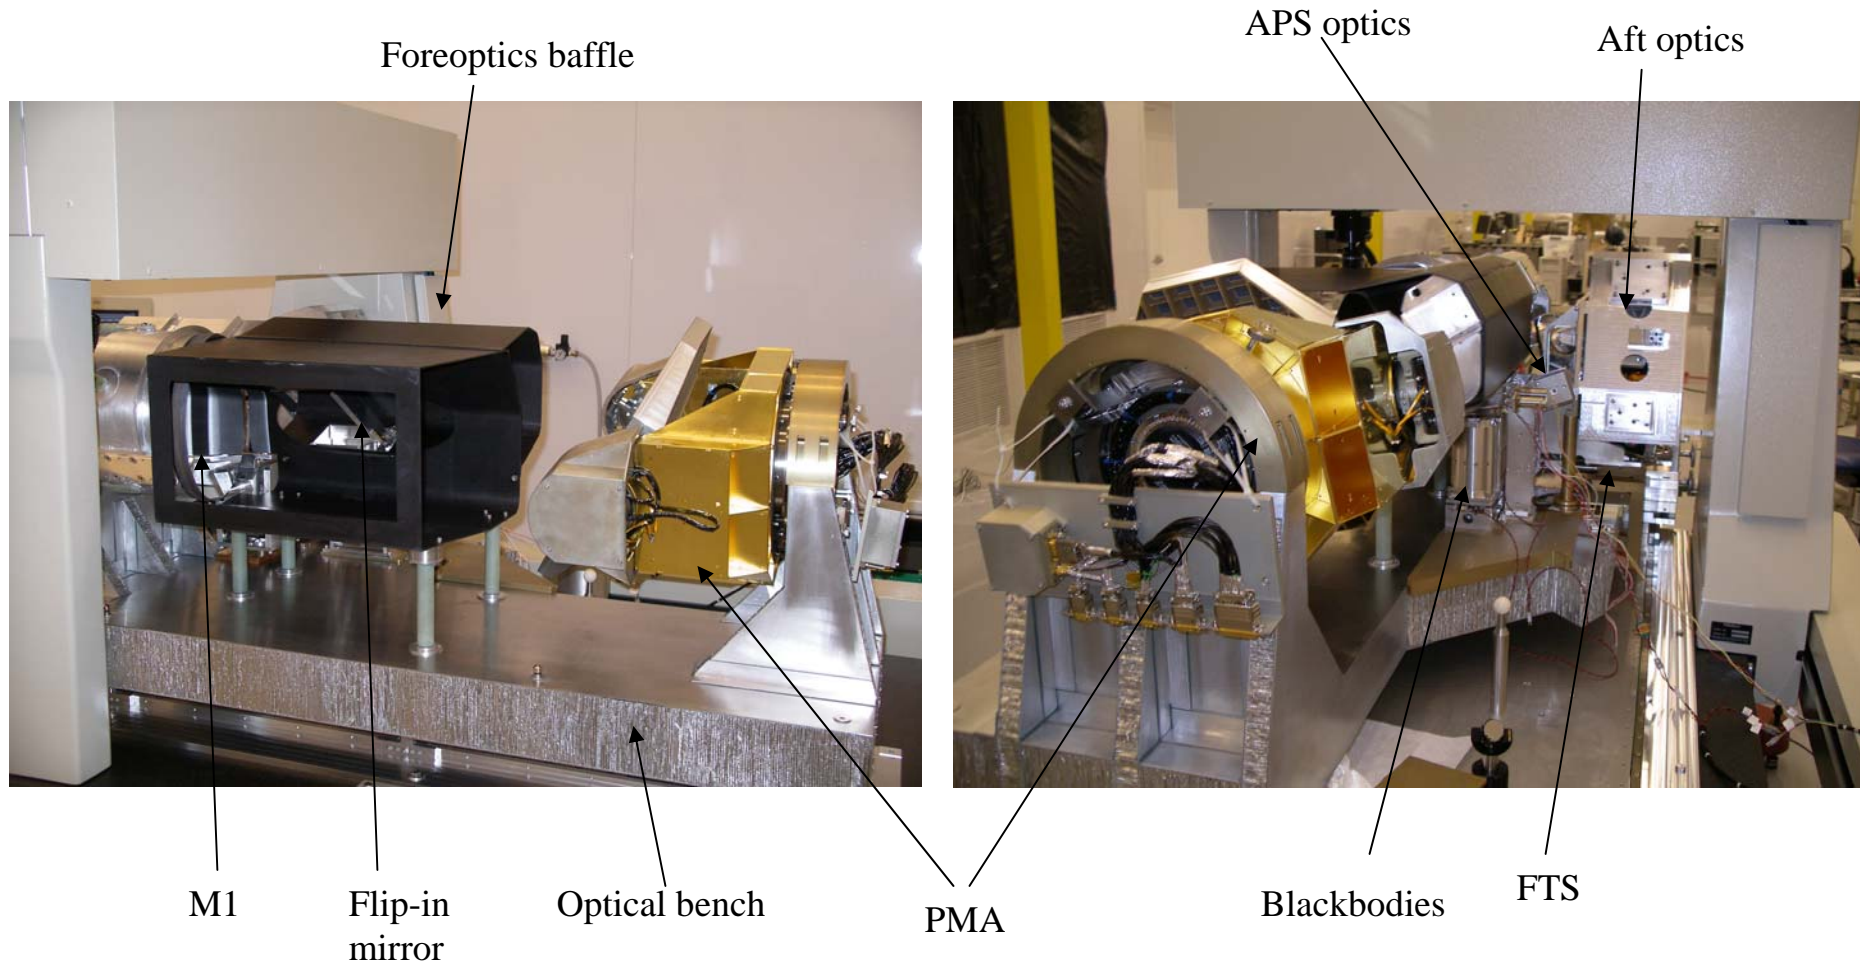 APS optics
Foreoptics baffle
Aft optics
M1
Flip-in
mirror
Optical bench
PMA
Blackbodies
FTS